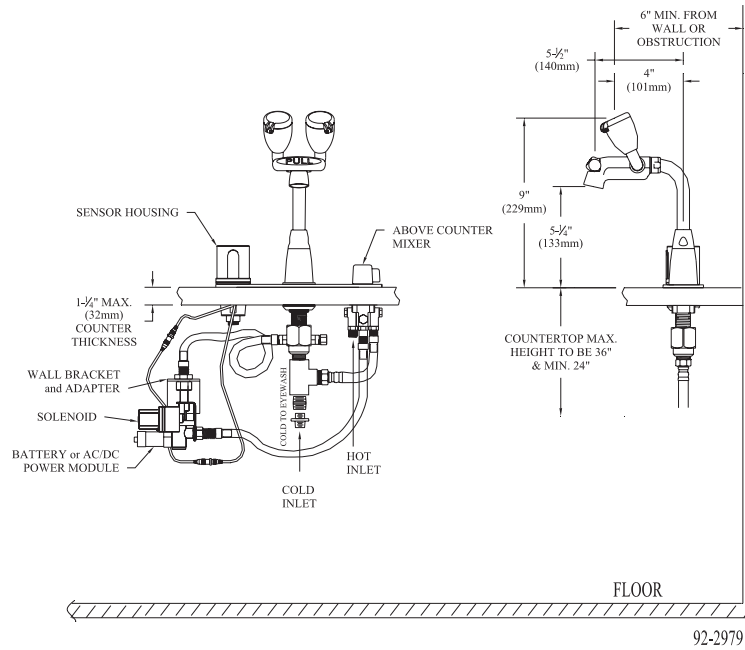 6" MIN. FROM
WALL OR
OBSTRUCTION
5-½"
(140mm)
4"
(101mm)
PULL
9"
(229mm)
SENSOR HOUSING
ABOVE COUNTER
MIXER
5-¼"
(133mm)
1-¼" MAX.
(32mm)
COUNTER
THICKNESS
COUNTERTOP MAX.
HEIGHT TO BE 36"
& MIN. 24"
WALL BRACKET
and ADAPTER
SOLENOID
COLD TO EYEWASH
BATTERY or AC/DC
POWER MODULE
HOT
INLET
COLD
INLET
FLOOR
92-2979